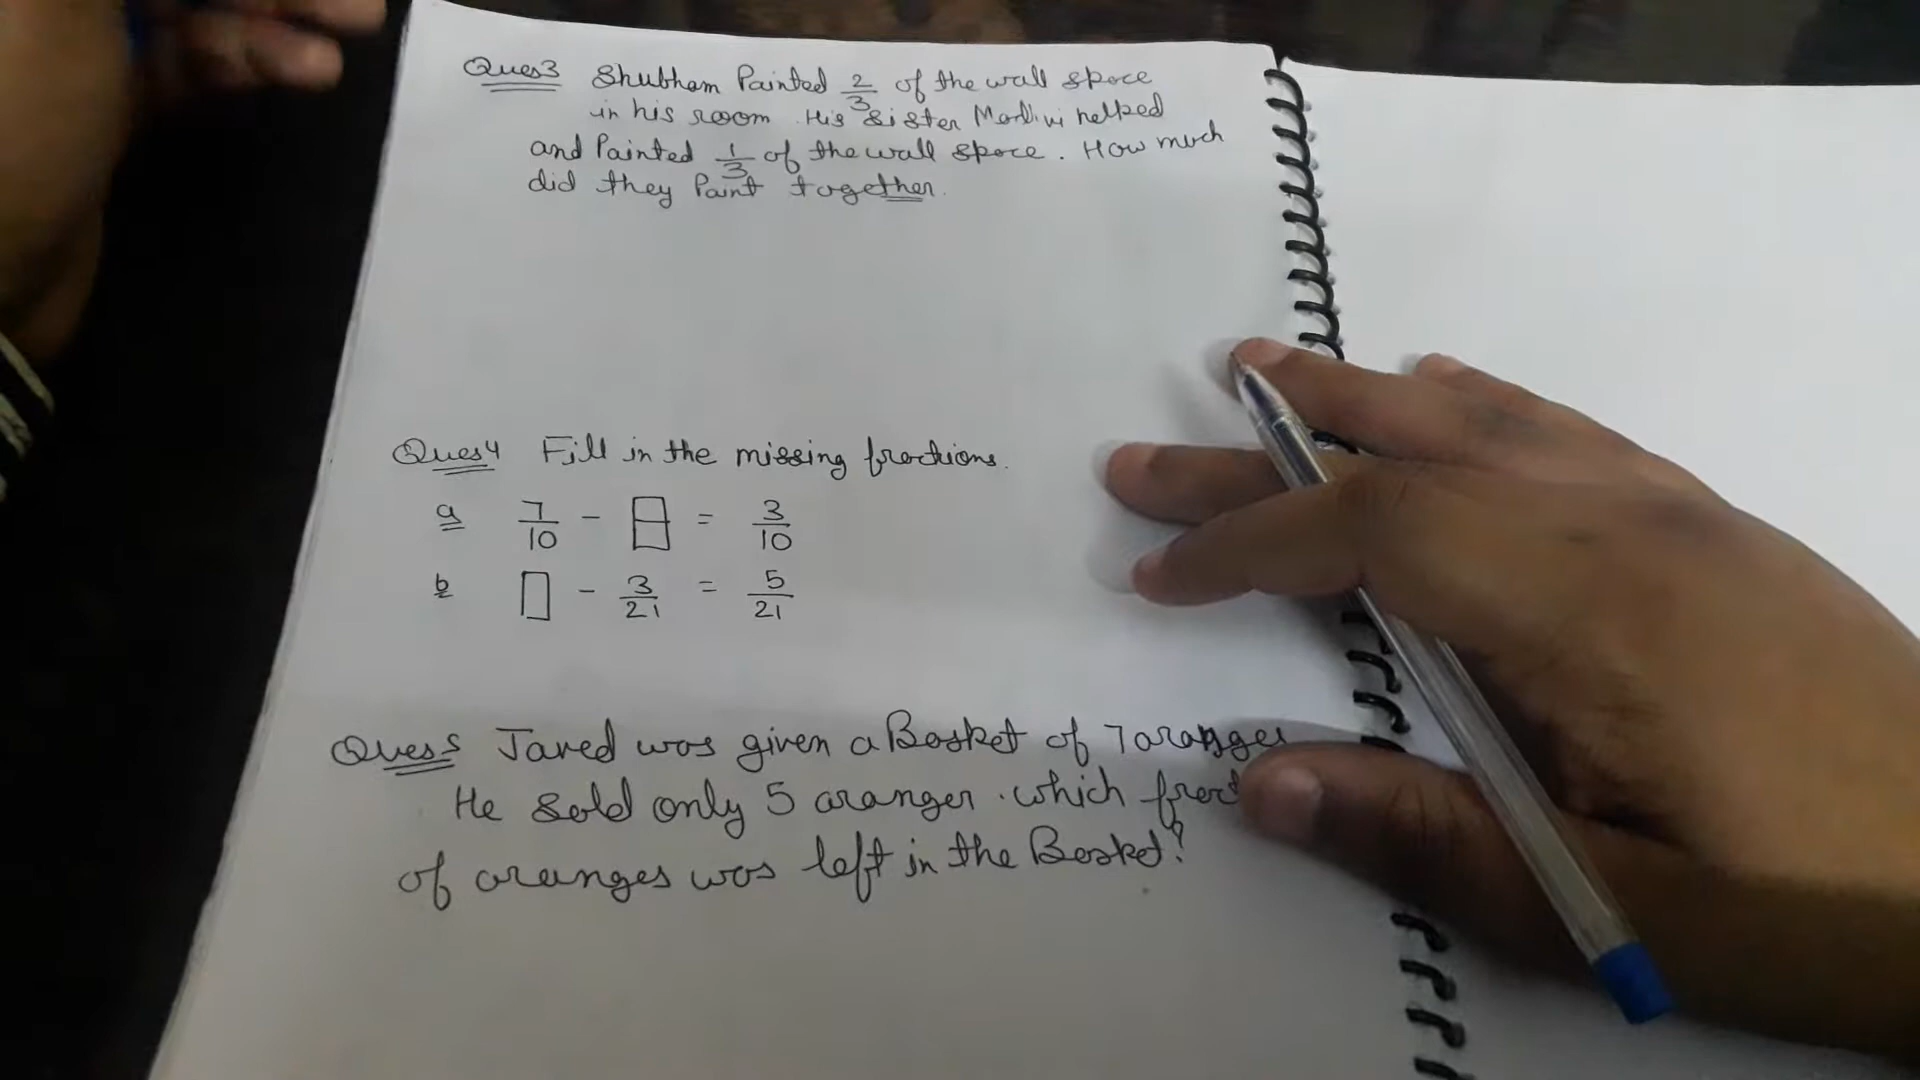 Ques3 Shubham Painted 2/3 of the wall space
in his room. His sister Madivi helped
and Painted 1/3 of the wall space. How much
did they Paint together.
Ques4 Fill in the missing fractions.
a 7/10 - □ = 3/10
b □ - 3/21 = 5/21
Ques5 Jared was given a Basket of 7 oranges
He sold only 5 oranger. which
of oranges was left in the Basket?